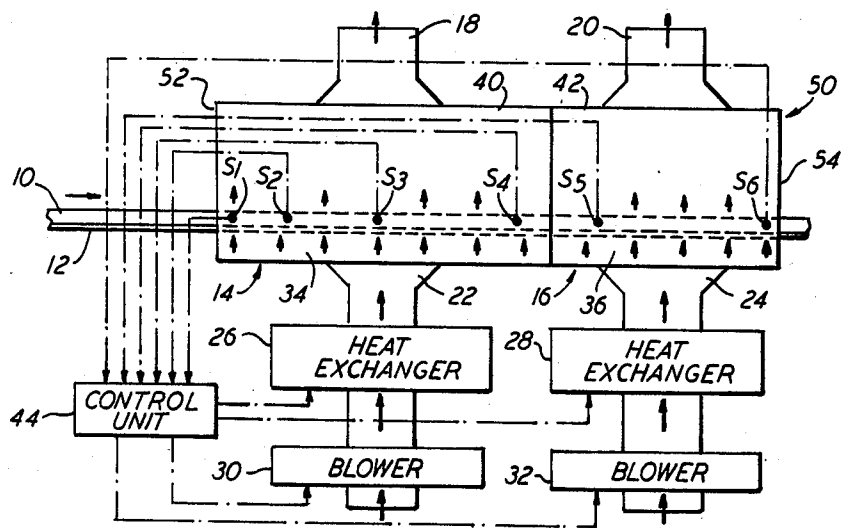 18
20
52
40
42
50
54
10
S1
S2
S3
S4
S5
S6
12
14
34
22
16
36
24
26
HEAT
EXCHANGER
28
HEAT
EXCHANGER
44
CONTROL
UNIT
30
BLOWER
32
BLOWER